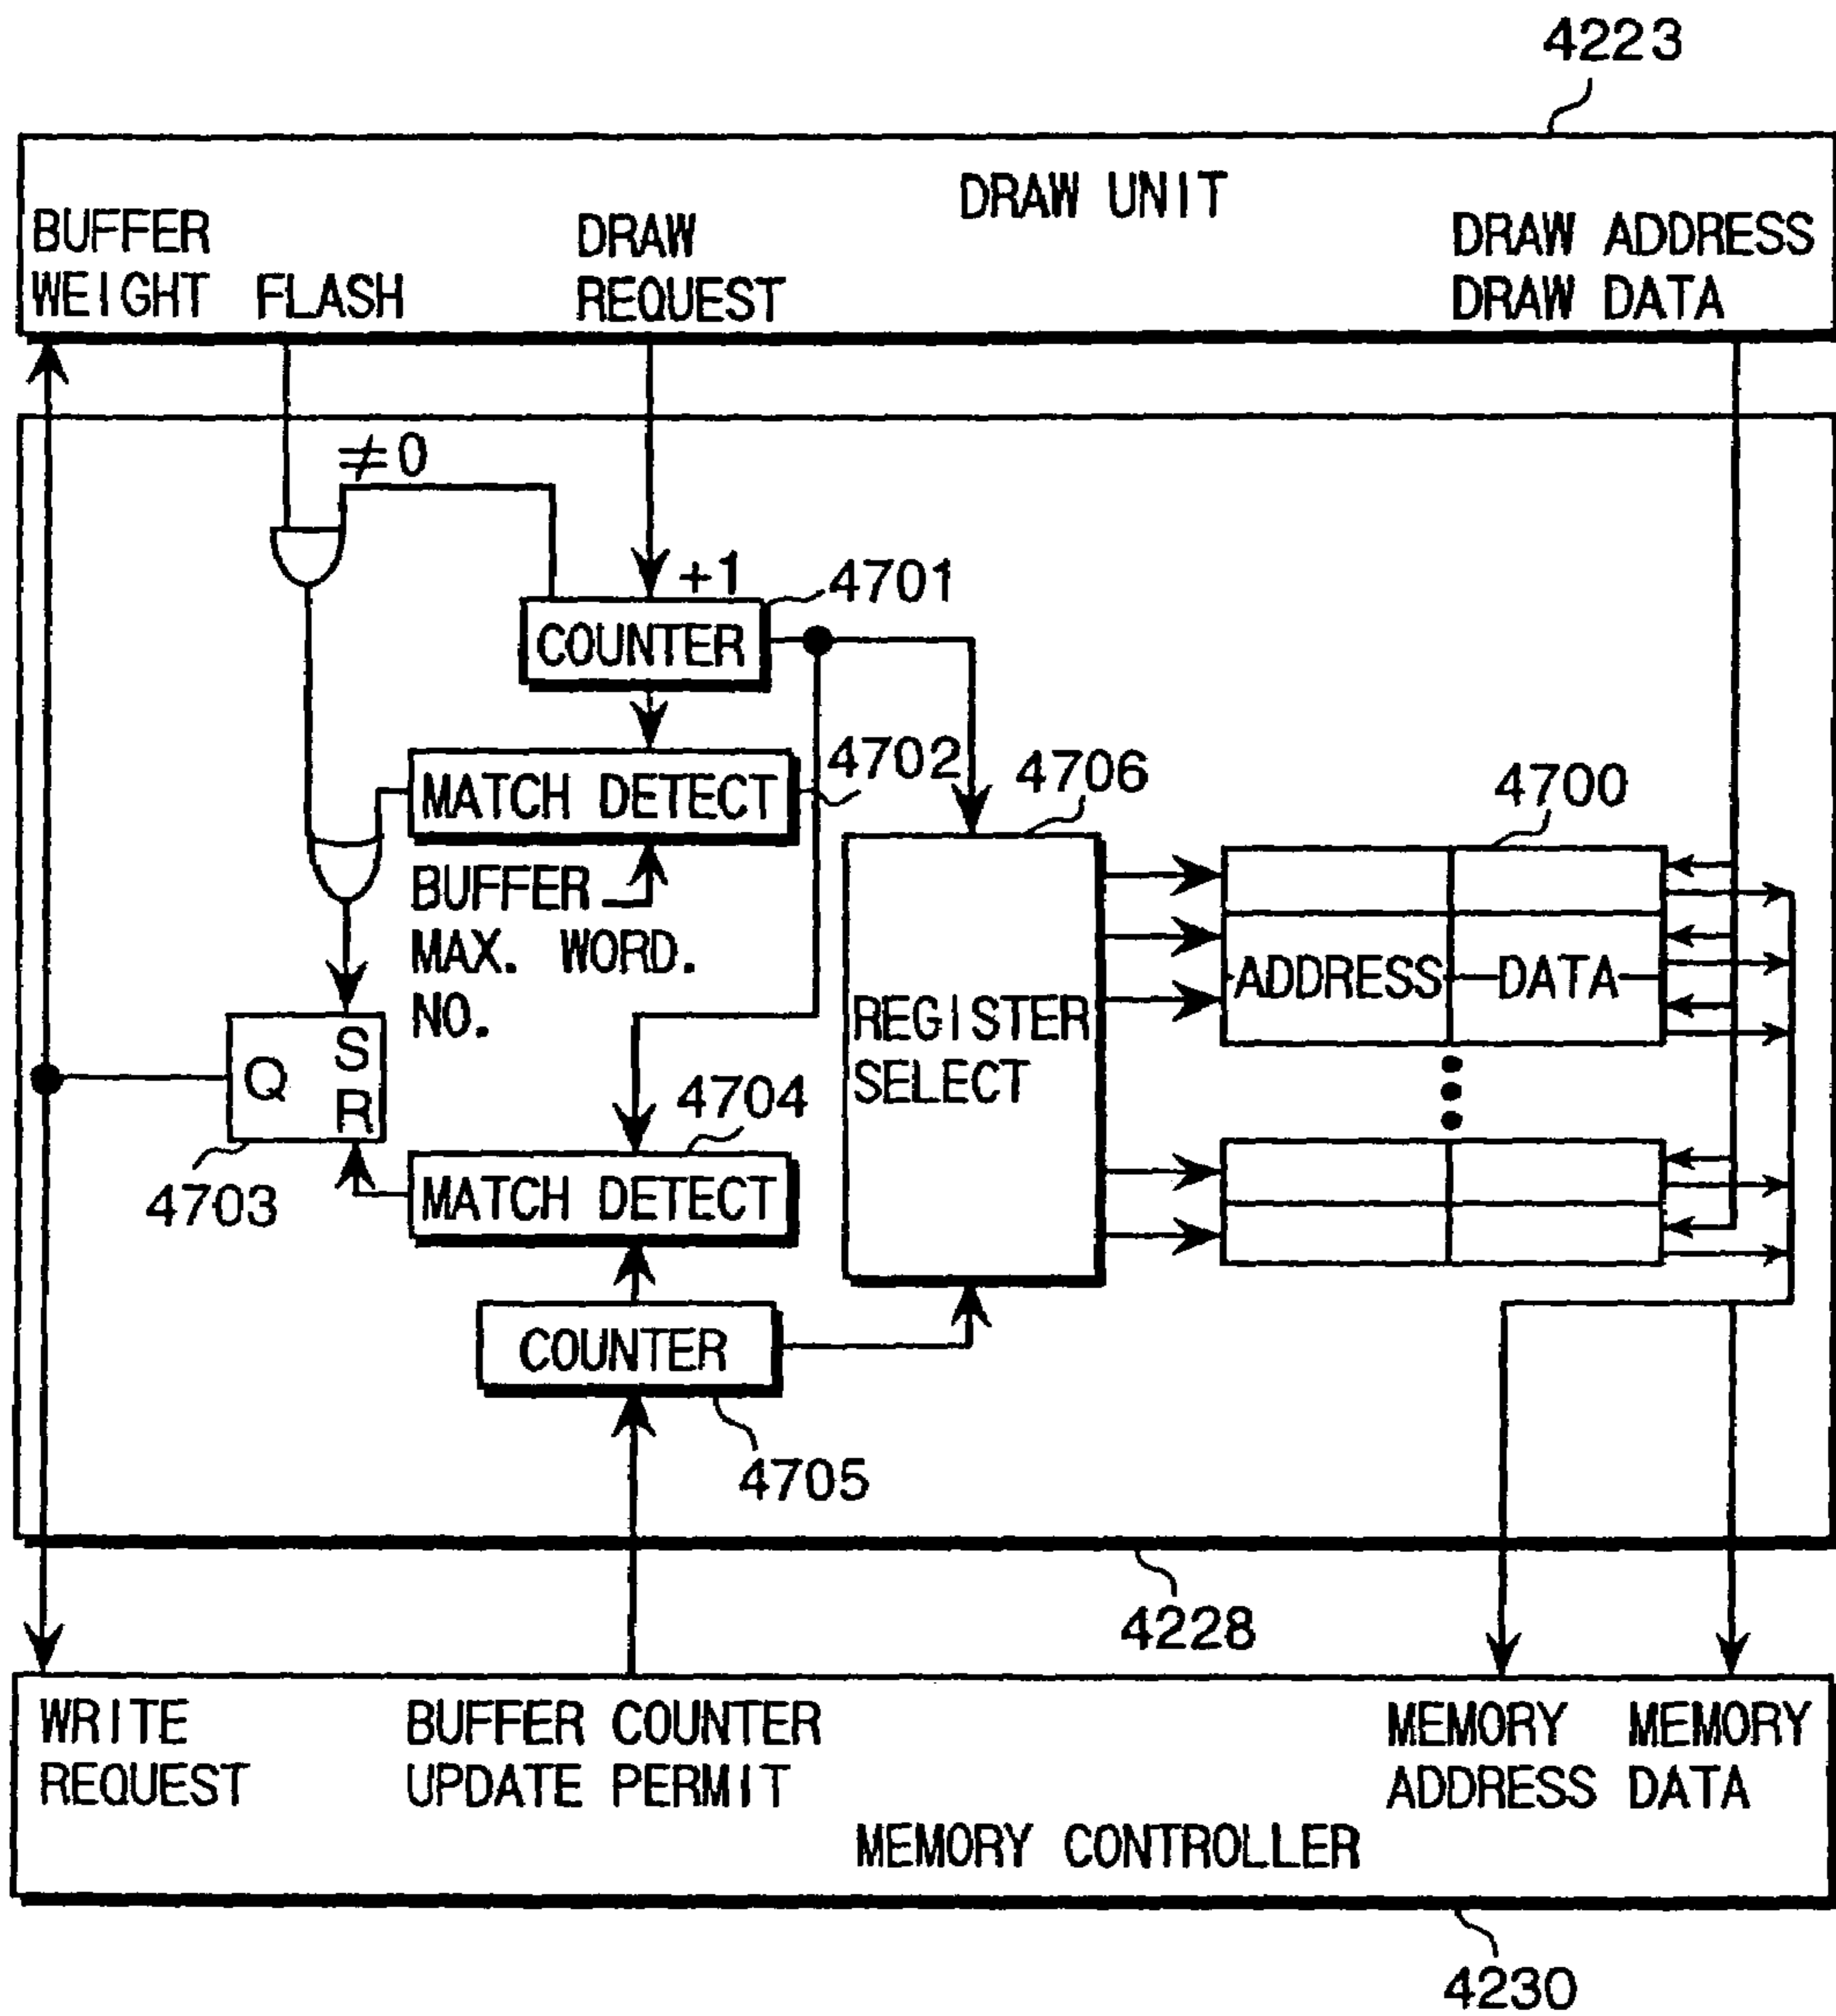 4223
DRAW UNIT
BUFFER
WEIGHT
FLASH
DRAW
REQUEST
DRAW ADDRESS
DRAW DATA
≠0
+1
4701
COUNTER
4702
MATCH DETECT
BUFFER
MAX. WORD.
NO.
4706
4700
REGISTER
SELECT
ADDRESS
DATA
Q
S
R
4703
4704
MATCH DETECT
COUNTER
4705
4228
WRITE
REQUEST
BUFFER COUNTER
UPDATE PERMIT
MEMORY
ADDRESS
MEMORY
DATA
MEMORY CONTROLLER
4230